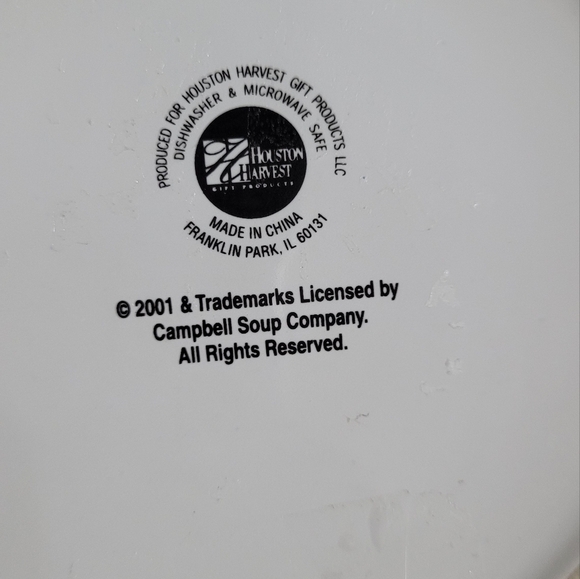 PRODUCED FOR HOUSTON HARVEST GIFT PRODUCTS LLC
DISHWASHER & MICROWAVE SAFE
HOUSTON
HARVEST
GIFT PRODUCTS
MADE IN CHINA
FRANKLIN PARK, IL 60131
© 2001 & Trademarks Licensed by
Campbell Soup Company.
All Rights Reserved.